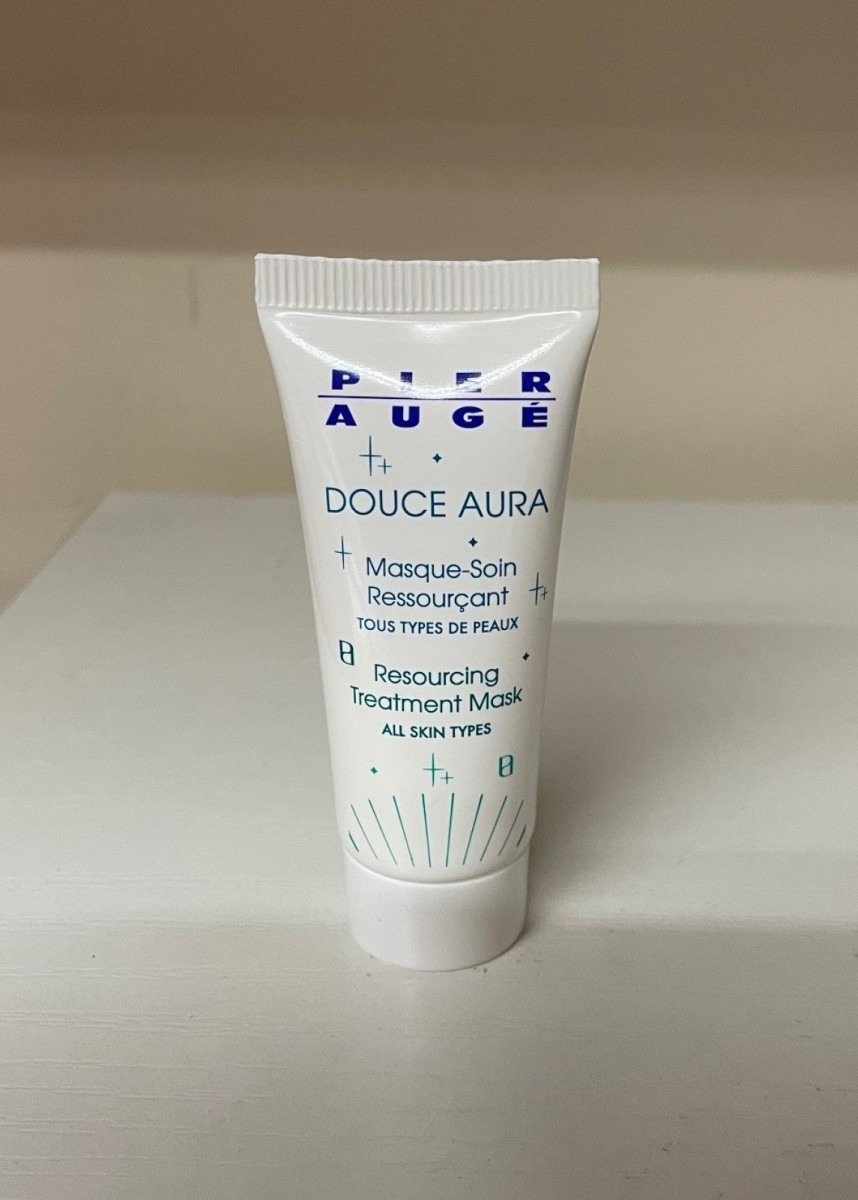 PIER
AUGÉ
DOUCE AURA
Masque-Soin
Ressourçant
TOUS TYPES DE PEAUX
Resourcing
Treatment Mask
ALL SKIN TYPES